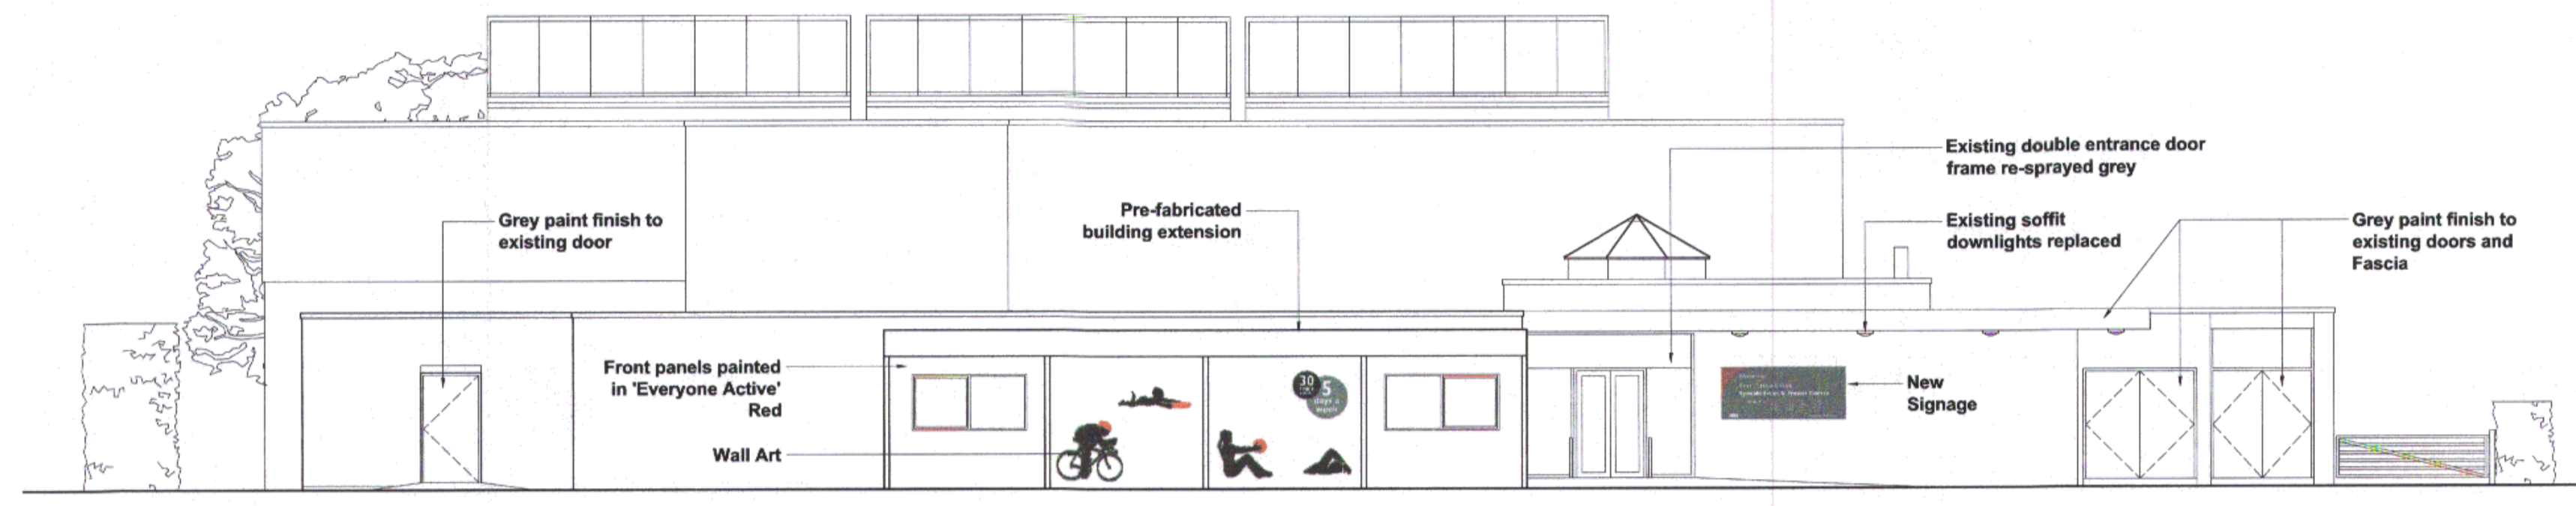 Existing double entrance door
frame re-sprayed grey
Grey paint finish to
existing door
Pre-fabricated
building extension
Existing soffit
downlights replaced
Grey paint finish to
existing doors and
Fascia
Front panels painted
in 'Everyone Active'
Red
30
5
days a
week
New
Signage
Wall Art